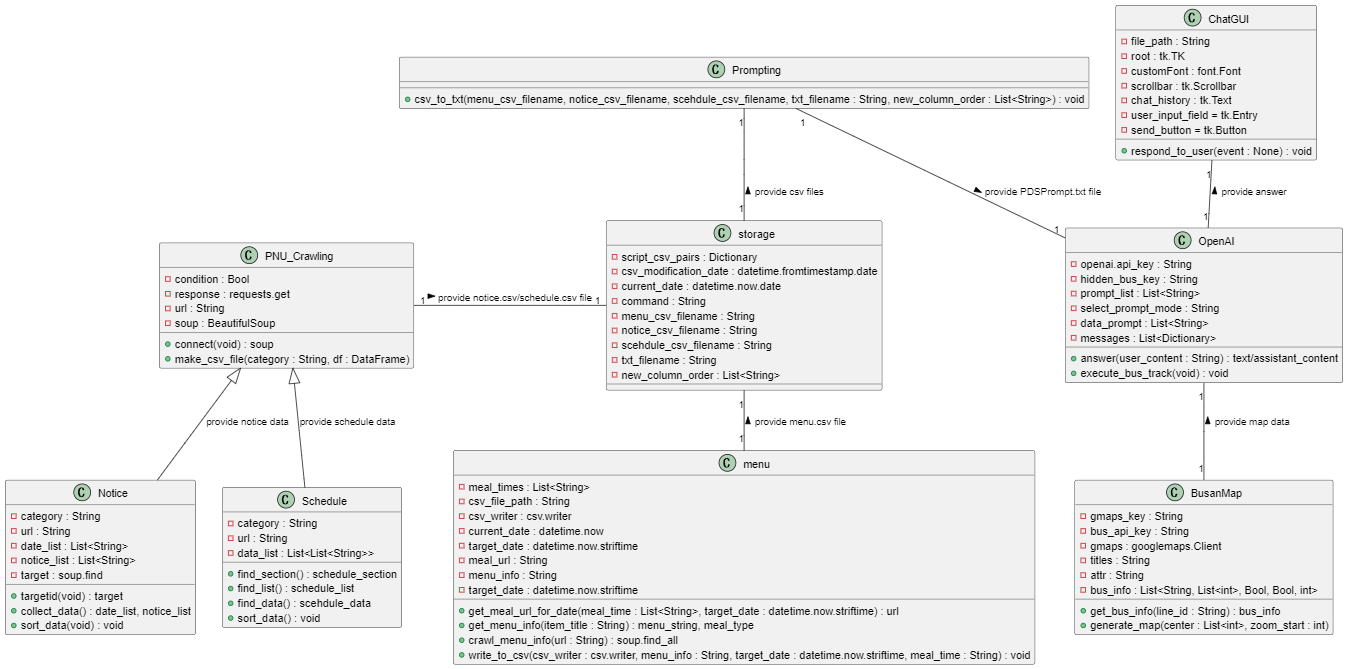 C ChatGUI
file_path : String
root : tk.TK
customFont : font.Font
scrollbar : tk.Scrollbar
chat_history : tk.Text
user_input_field = tk.Entry
send_button = tk.Button
respond_to_user(event : None) : void
C Prompting
csv_to_txt(menu_csv_filename, notice_csv_filename, scehdule_csv_filename, txt_filename : String, new_column_order : List<String>) : void
1
1
1
provide csv files
1
provide PDSPrompt.txt file
1
provide answer
1
1
C PNU_Crawling
condition : Bool
response : requests.get
url : String
soup : BeautifulSoup
connect(void) : soup
make_csv_file(category : String, df : DataFrame)
1 provide notice.csv/schedule.csv file 1
C storage
script_csv_pairs : Dictionary
csv_modification_date : datetime.fromtimestamp.date
current_date : datetime.now.date
command : String
menu_csv_filename : String
notice_csv_filename : String
scehdule_csv_filename : String
txt_filename : String
new_column_order : List<String>
C OpenAI
openai.api_key : String
hidden_bus_key : String
prompt_list : List<String>
select_prompt_mode : String
data_prompt : List<String>
messages : List<Dictionary>
answer(user_content : String) : text/assistant_content
execute_bus_track(void) : void
provide notice data
provide schedule data
1
provide menu.csv file
1
1
provide map data
1
C Notice
category : String
url : String
date_list : List<String>
notice_list : List<String>
target : soup.find
targetid(void) : target
collect_data() : date_list, notice_list
sort_data(void) : void
C Schedule
category : String
url : String
data_list : List<List<String>>
find_section() : schedule_section
find_list() : schedule_list
find_data() : scehdule_data
sort_data() : void
C menu
meal_times : List<String>
csv_file_path : String
csv_writer : csv.writer
current_date : datetime.now
target_date : datetime.now.striftime
meal_url : String
menu_info : String
target_date : datetime.now.striftime
get_meal_url_for_date(meal_time : List<String>, target_date : datetime.now.striftime) : url
get_menu_info(item_title : String) : menu_string, meal_type
crawl_menu_info(url : String) : soup.find_all
write_to_csv(csv_writer : csv.writer, menu_info : String, target_date : datetime.now.striftime, meal_time : String) : void
C BusanMap
gmaps_key : String
bus_api_key : String
gmaps : googlemaps.Client
titles : String
attr : String
bus_info : List<String, List<int>, Bool, Bool, int>
get_bus_info(line_id : String) : bus_info
generate_map(center : List<int>, zoom_start : int)